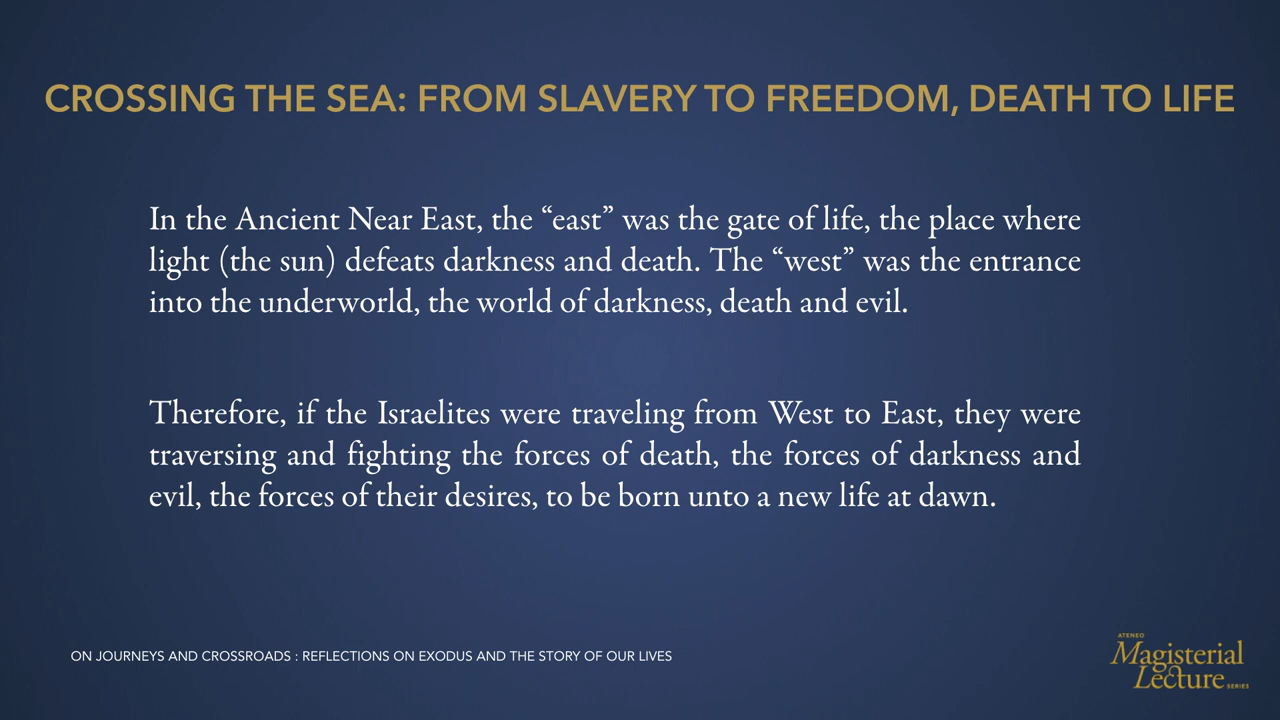 CROSSING THE SEA: FROM SLAVERY TO FREEDOM, DEATH TO LIFE
In the Ancient Near East, the “east” was the gate of life, the place where
light (the sun) defeats darkness and death. The “west” was the entrance
into the underworld, the world of darkness, death and evil.
Therefore, if the Israelites were traveling from West to East, they were
traversing and fighting the forces of death, the forces of darkness and
evil, the forces of their desires, to be born unto a new life at dawn.
ON JOURNEYS AND CROSSROADS : REFLECTIONS ON EXODUS AND THE STORY OF OUR LIVES
ATENEO
Magisterial
Lecture SERIES